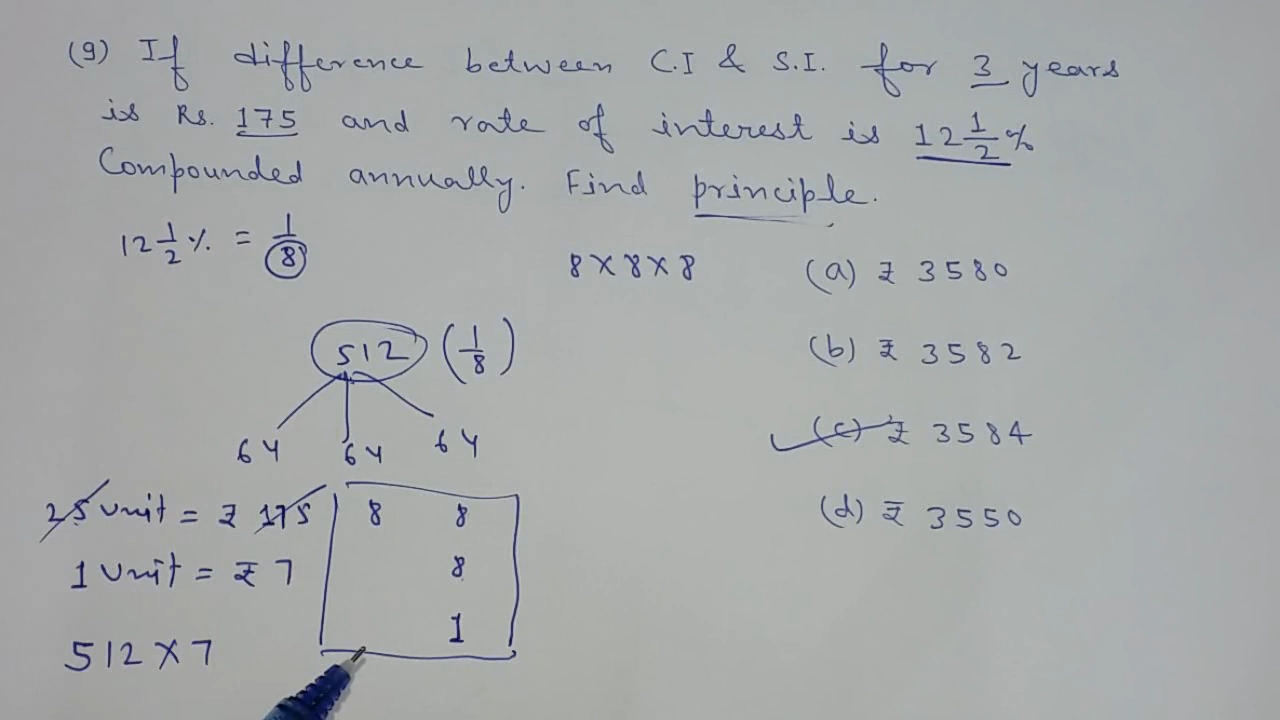 (9) If difference between C.I & S.I. for 3 years
is Rs. 175 and rate of interest is 12 1/2 %
Compounded annually. Find principle.
12 1/2 % = 1/8
8 × 8 × 8
(a) ₹ 3580
512 (1/8)
(b) ₹ 3582
64 64 64
(c) ₹ 3584
25 Unit = ₹ 175
8 8
(d) ₹ 3550
1 Unit = ₹ 7
8
512 × 7
1